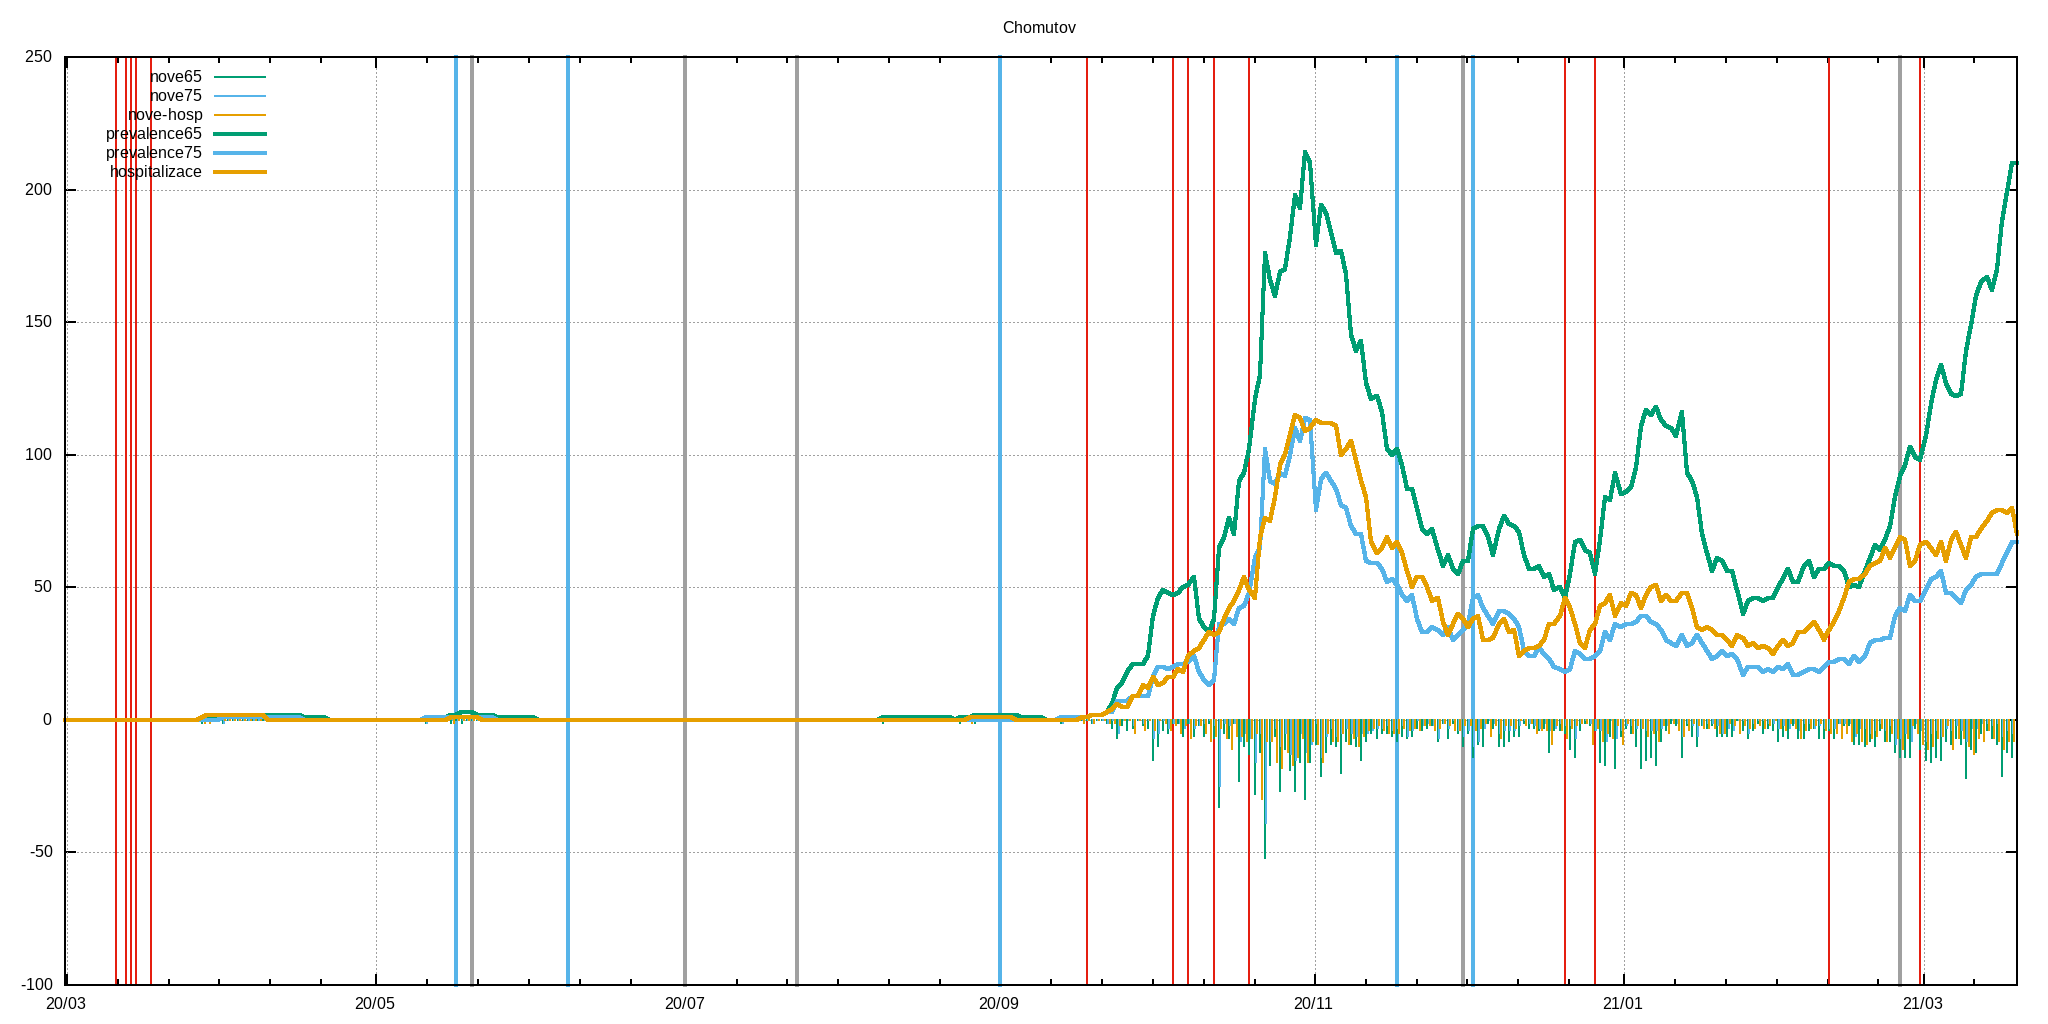 Chomutov
250
200
150
100
50
0
-50
-100
nove65
nove75
nove-hosp
prevalence65
prevalence75
hospitalizace
20/03 20/05 20/07 20/09 20/11 21/01 21/03